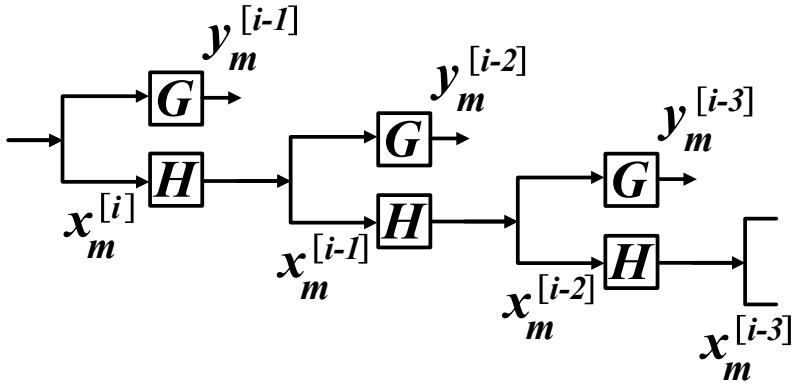 y_m^[i-1]
G
H
x_m^[i]
y_m^[i-2]
G
H
x_m^[i-1]
y_m^[i-3]
G
H
x_m^[i-2]
x_m^[i-3]